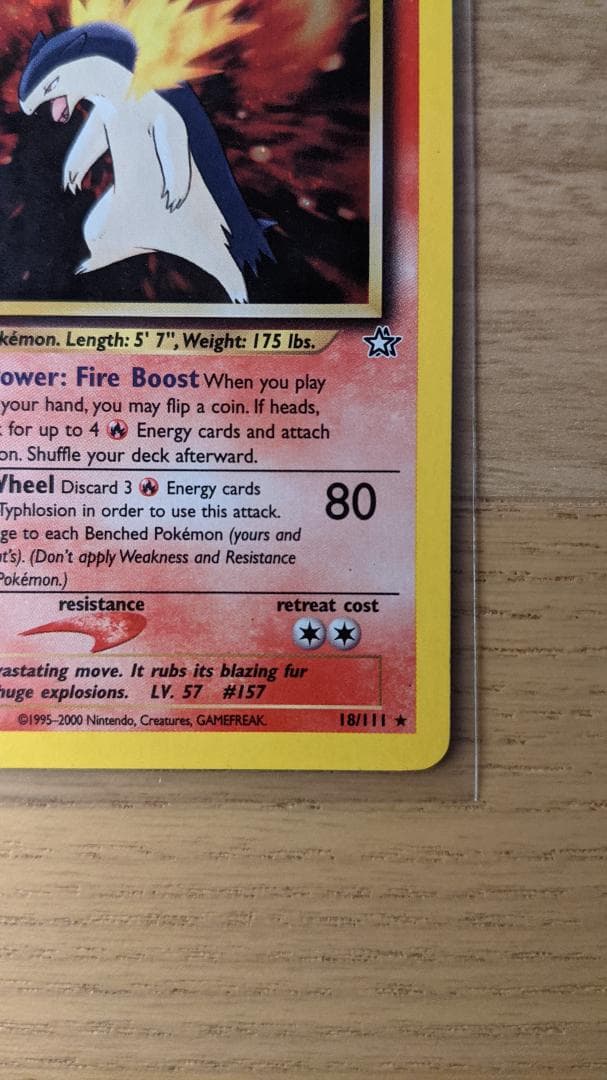 kémon. Length: 5' 7", Weight: 175 lbs.
ower: Fire Boost When you play
your hand, you may flip a coin. If heads,
for up to 4 Energy cards and attach
on. Shuffle your deck afterward.
Wheel Discard 3 Energy cards 80
Typhlosion in order to use this attack.
ge to each Benched Pokémon (yours and
t's). (Don't apply Weakness and Resistance
Pokémon.)
resistance retreat cost
astating move. It rubs its blazing fur
huge explosions. LV. 57 #157
©1995-2000 Nintendo, Creatures, GAMEFREAK. 18/111 ★